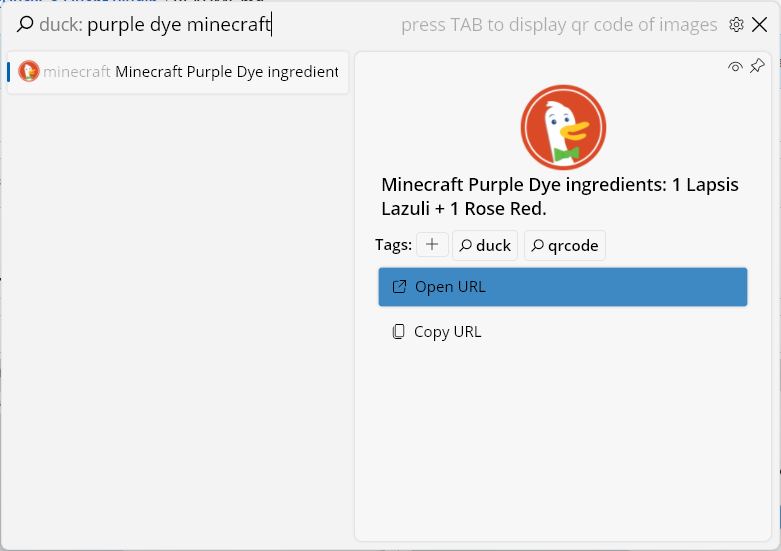 duck: purple dye minecraft
press TAB to display qr code of images
minecraft Minecraft Purple Dye ingredient
Minecraft Purple Dye ingredients: 1 Lapsis
Lazuli + 1 Rose Red.
Tags: + duck qrcode
Open URL
Copy URL